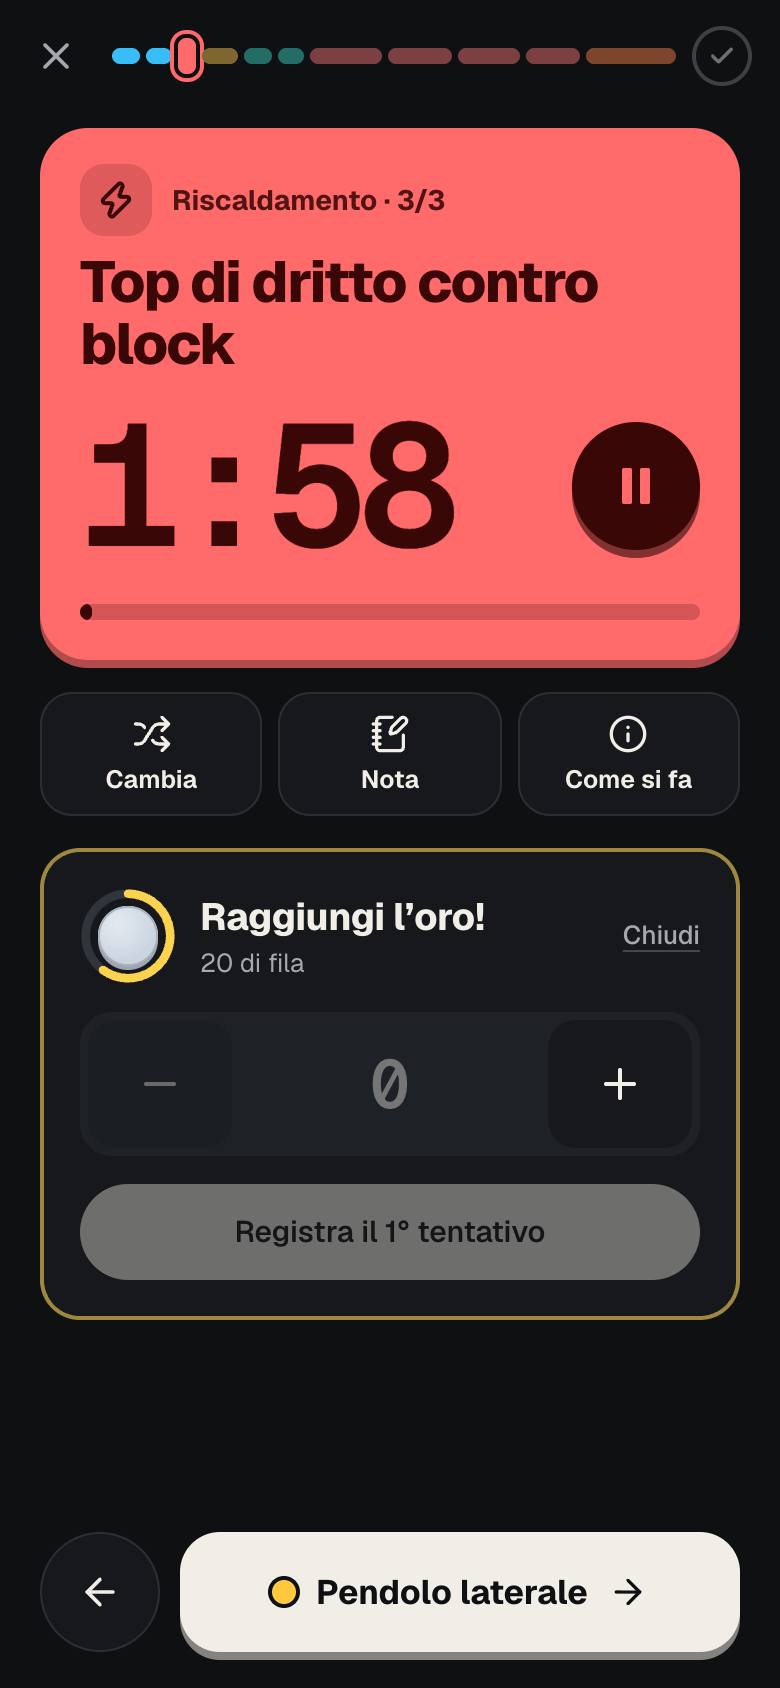 Riscaldamento · 3/3
Top di dritto contro
block
1:58
Cambia
Nota
Come si fa
Raggiungi l’oro!
20 di fila
Chiudi
0
Registra il 1° tentativo
Pendolo laterale